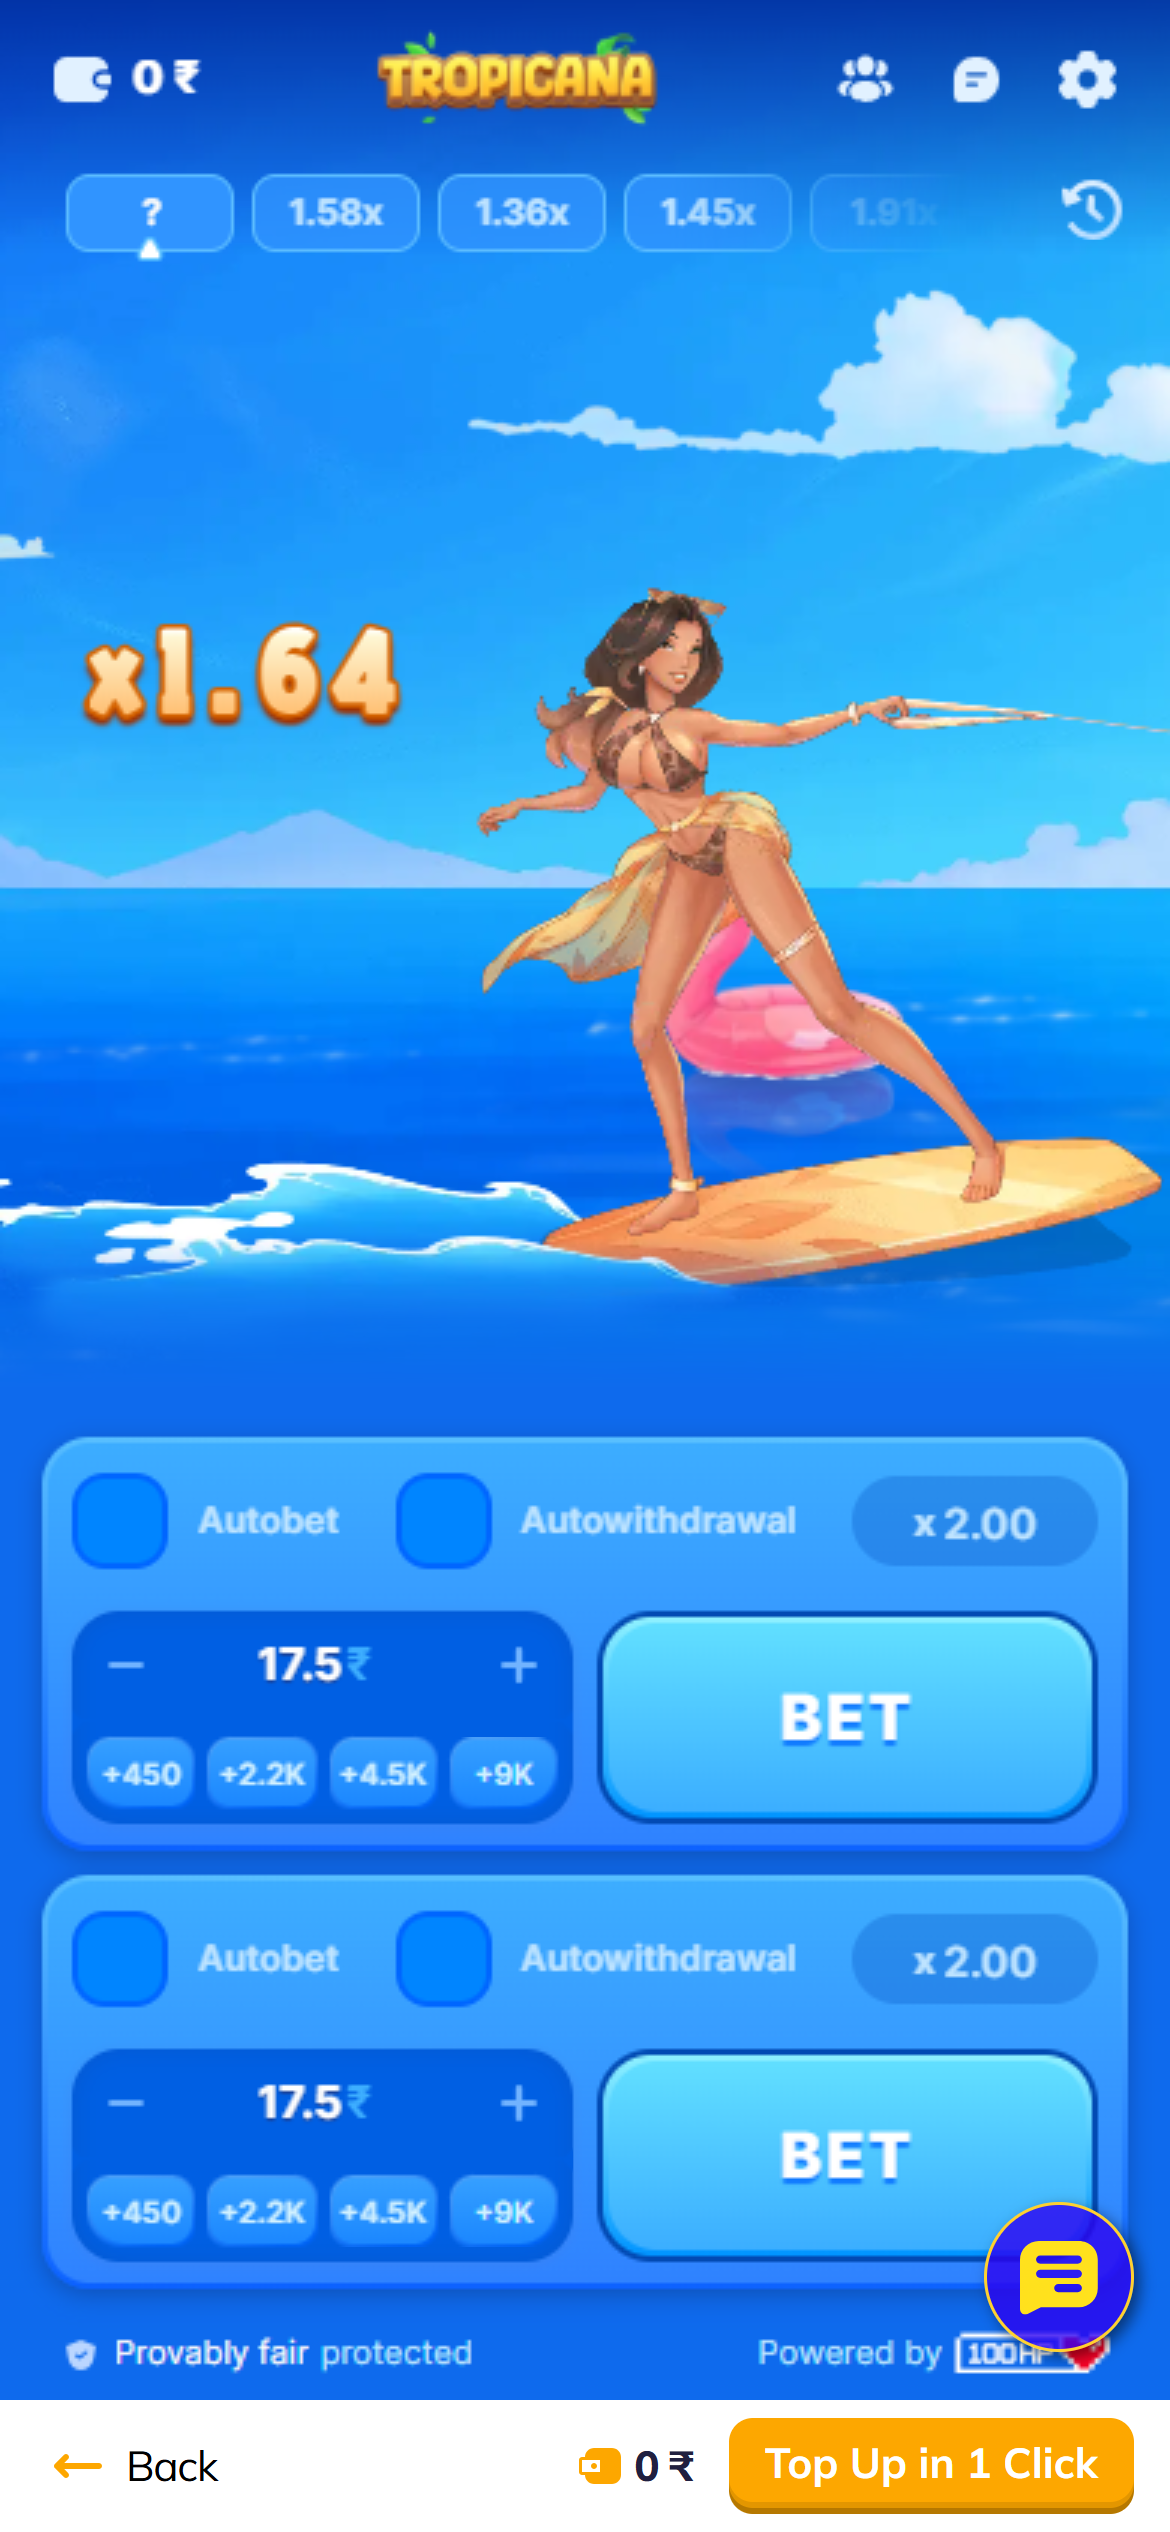 0 ₹
TROPICANA
? 1.58x 1.36x 1.45x 1.91x
x1.64
Autobet Autowithdrawal x 2.00
17.5₹
BET
+450 +2.2K +4.5K +9K
Autobet Autowithdrawal x 2.00
17.5₹
BET
+450 +2.2K +4.5K +9K
Provably fair protected Powered by 100HP
Back 0 ₹ Top Up in 1 Click